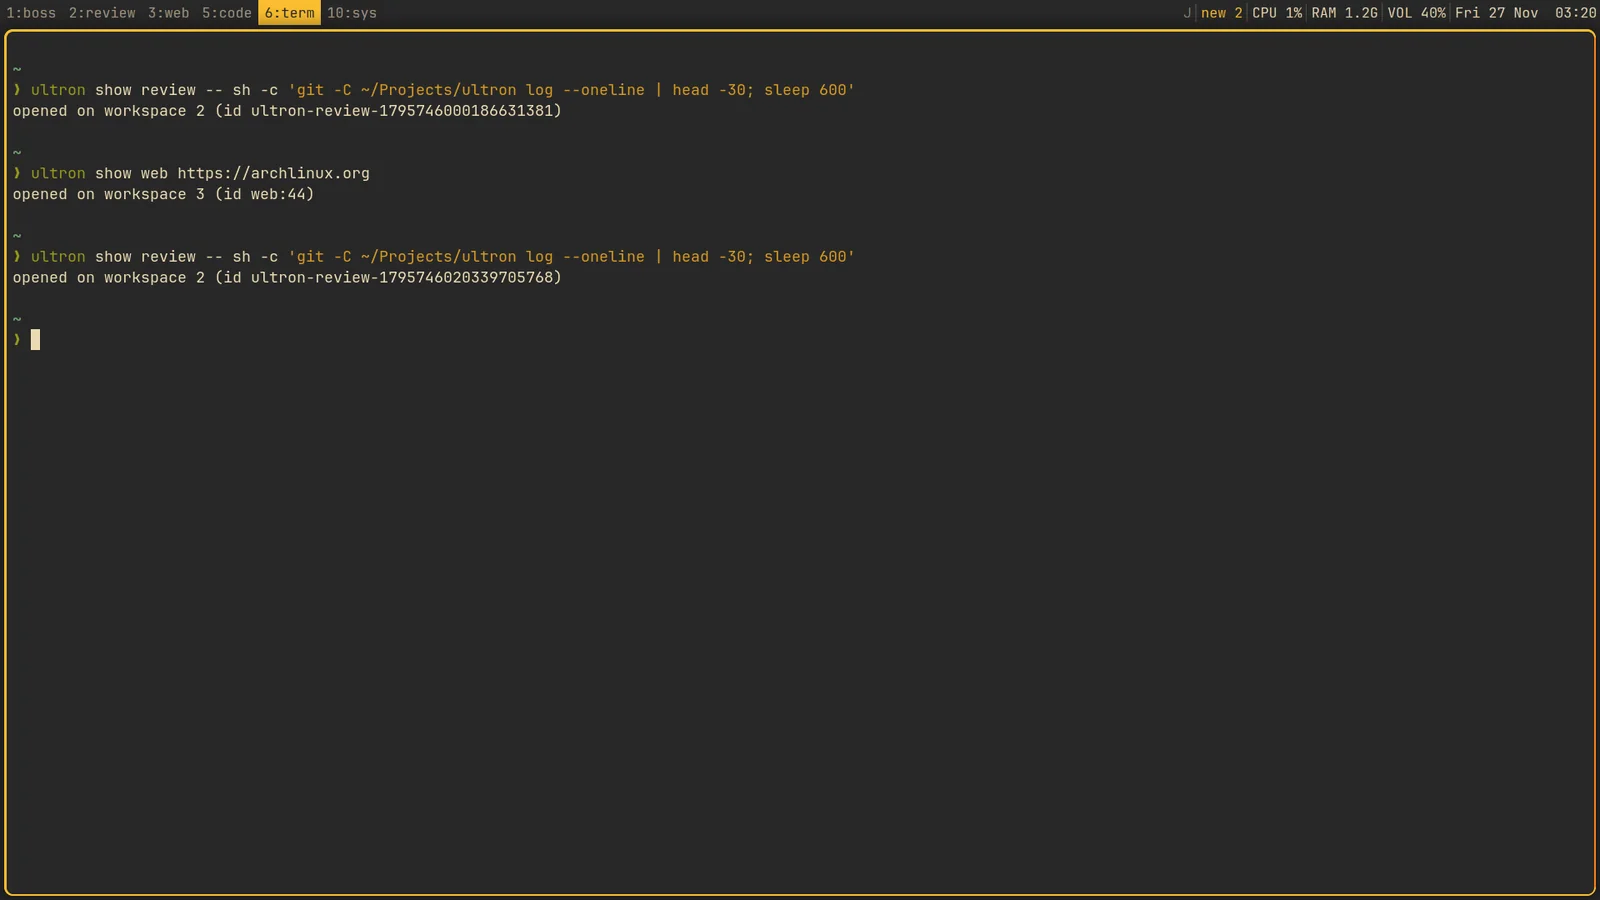 1:boss 2:review 3:web 5:code 6:term 10:sys J new 2 CPU 1% RAM 1.2G VOL 40% Fri 27 Nov 03:20
~
❯ ultron show review -- sh -c 'git -C ~/Projects/ultron log --oneline | head -30; sleep 600'
opened on workspace 2 (id ultron-review-1795746000186631381)
~
❯ ultron show web https://archlinux.org
opened on workspace 3 (id web:44)
~
❯ ultron show review -- sh -c 'git -C ~/Projects/ultron log --oneline | head -30; sleep 600'
opened on workspace 2 (id ultron-review-1795746020339705768)
~
❯